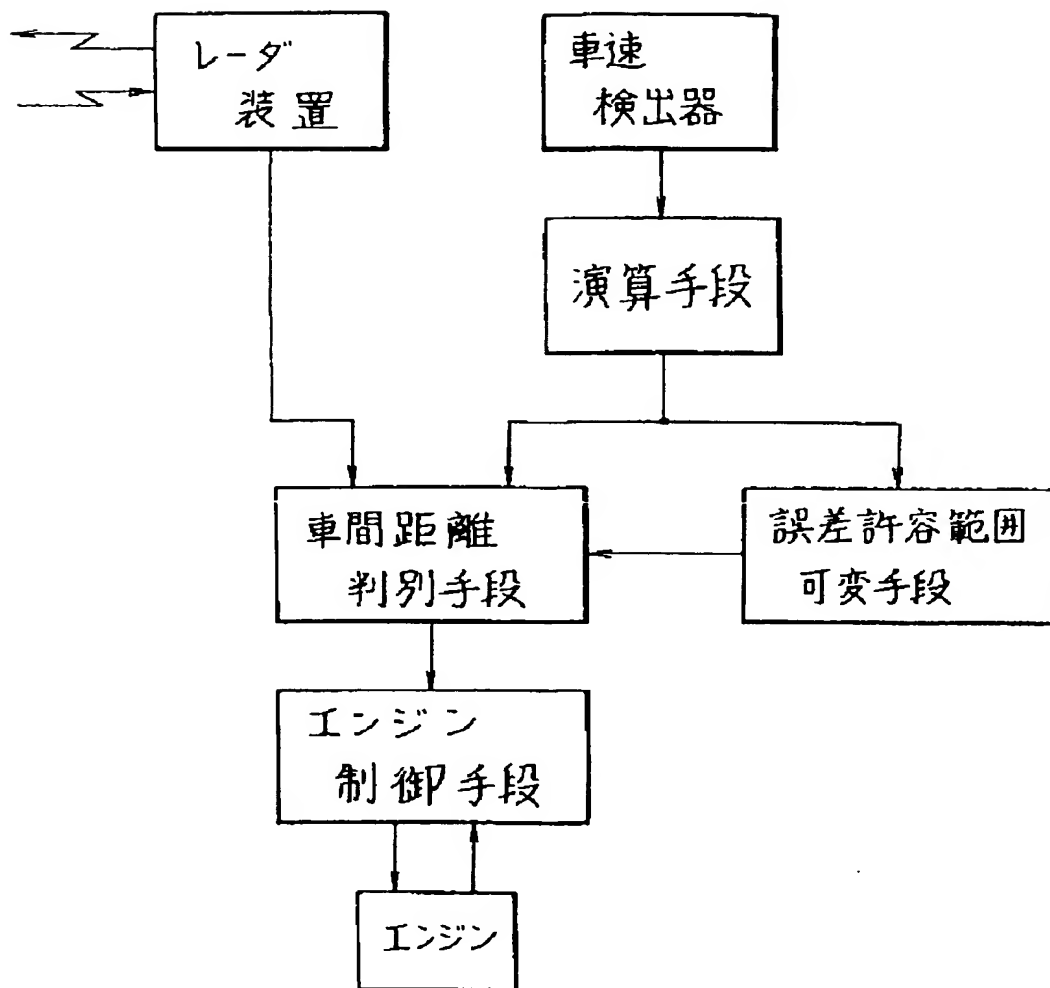 レーダ
装置
車速
検出器
演算手段
車間距離
判別手段
誤差許容範囲
可変手段
エンジン
制御手段
エンジン